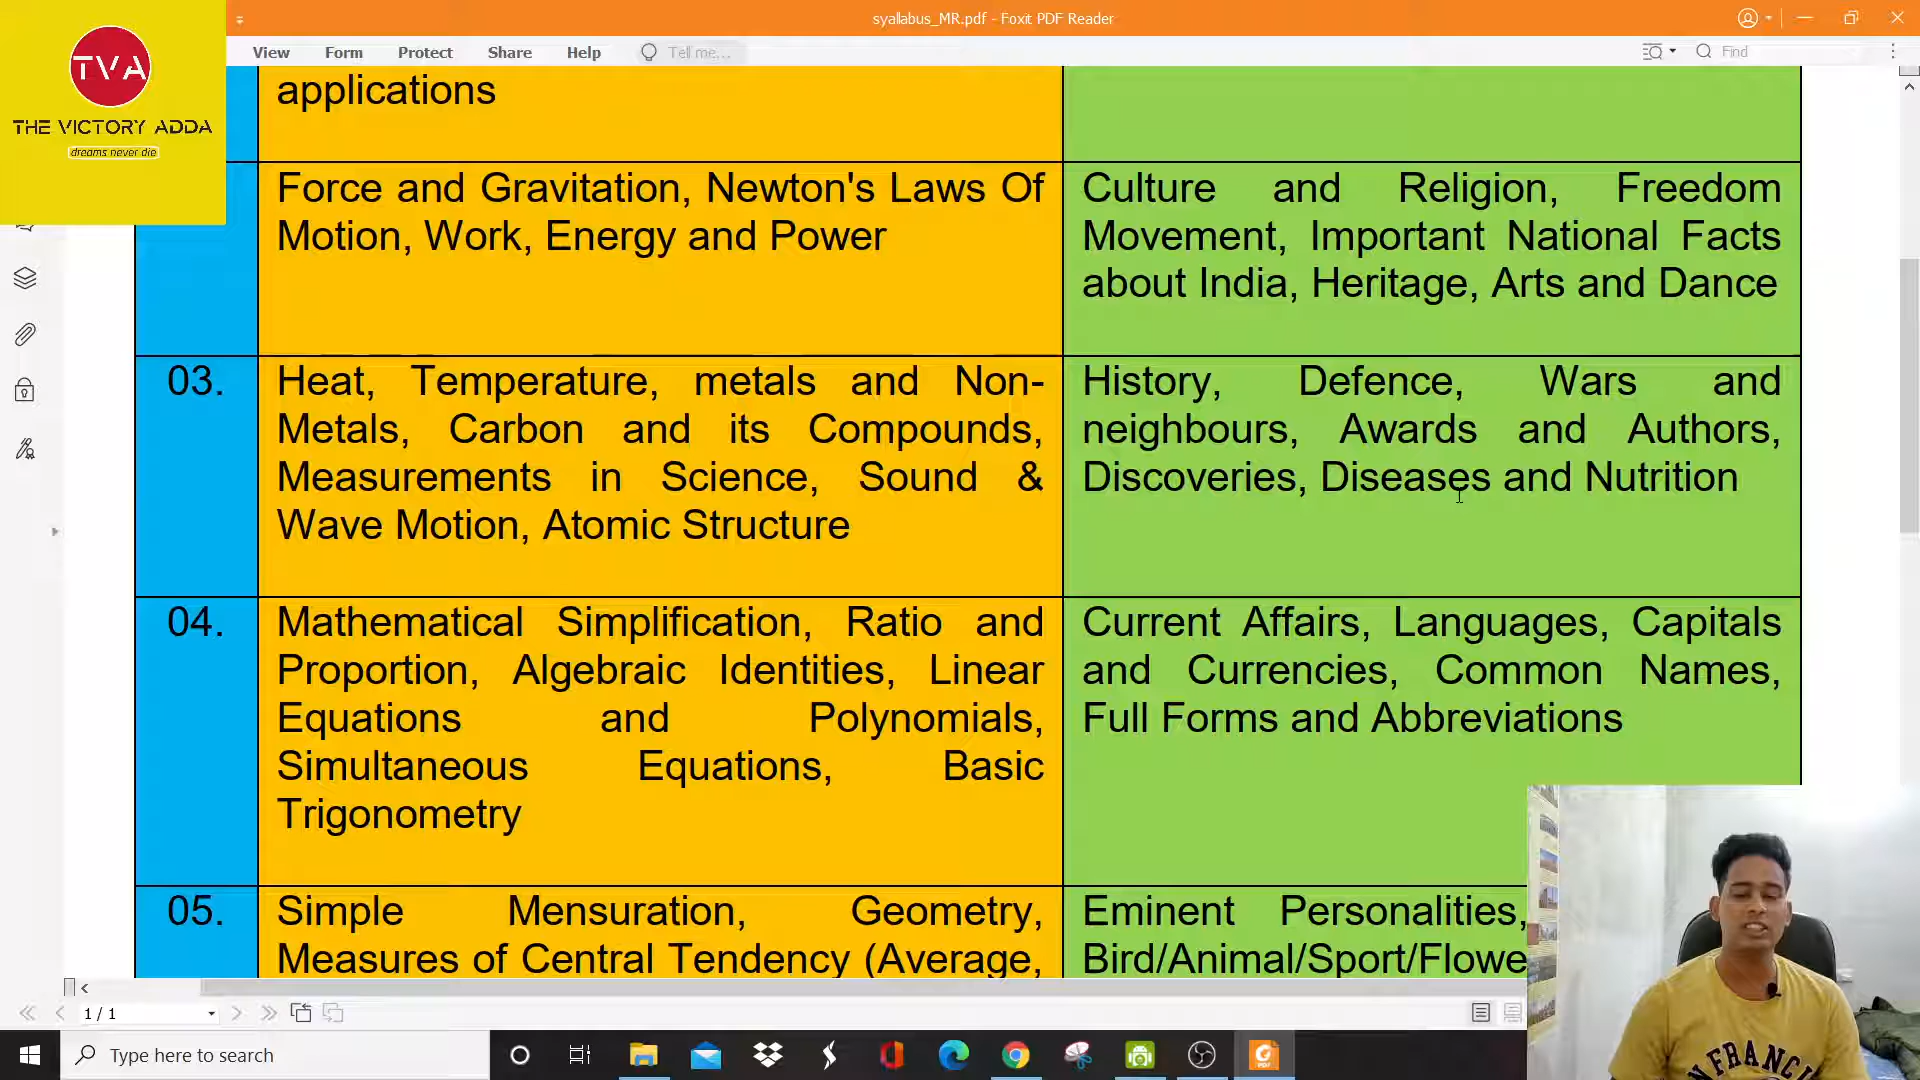 TVA
THE VICTORY ADDA
dreams never die
syallabus_MR.pdf - Foxit PDF Reader
View Form Protect Share Help Tell me... Find
applications
Force and Gravitation, Newton's Laws Of
Motion, Work, Energy and Power
Culture and Religion, Freedom
Movement, Important National Facts
about India, Heritage, Arts and Dance
03.
Heat, Temperature, metals and Non-
Metals, Carbon and its Compounds,
Measurements in Science, Sound &
Wave Motion, Atomic Structure
History, Defence, Wars and
neighbours, Awards and Authors,
Discoveries, Diseases and Nutrition
04.
Mathematical Simplification, Ratio and
Proportion, Algebraic Identities, Linear
Equations and Polynomials,
Simultaneous Equations, Basic
Trigonometry
Current Affairs, Languages, Capitals
and Currencies, Common Names,
Full Forms and Abbreviations
05.
Simple Mensuration, Geometry,
Measures of Central Tendency (Average,
Eminent Personalities,
Bird/Animal/Sport/Flowe
1 / 1
Type here to search